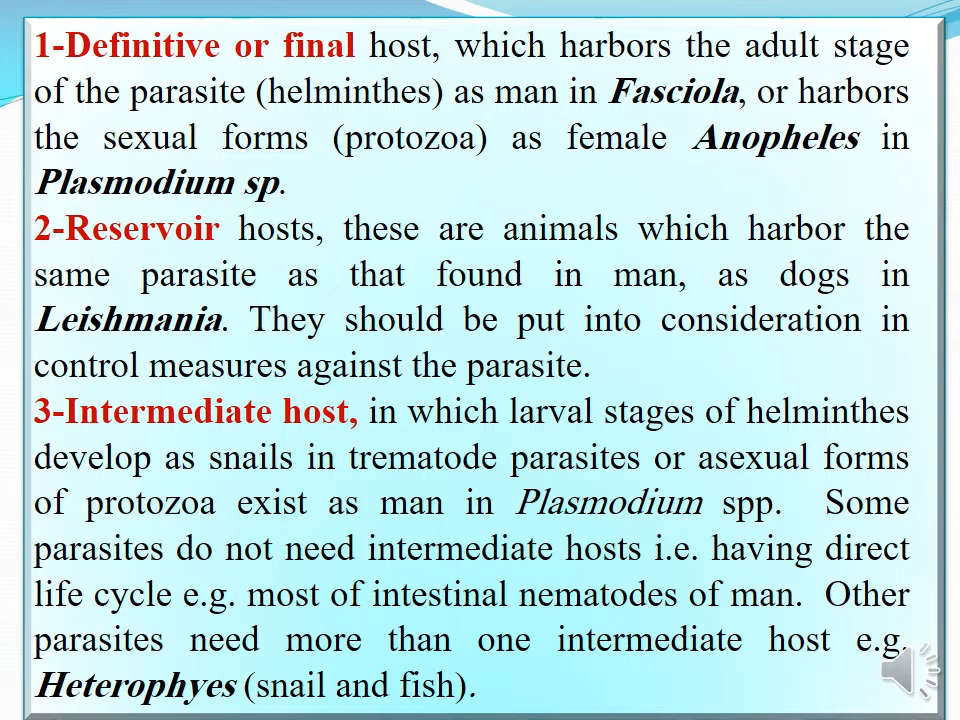 1-Definitive or final host, which harbors the adult stage
of the parasite (helminthes) as man in Fasciola, or harbors
the sexual forms (protozoa) as female Anopheles in
Plasmodium sp.
2-Reservoir hosts, these are animals which harbor the
same parasite as that found in man, as dogs in
Leishmania. They should be put into consideration in
control measures against the parasite.
3-Intermediate host, in which larval stages of helminthes
develop as snails in trematode parasites or asexual forms
of protozoa exist as man in Plasmodium spp. Some
parasites do not need intermediate hosts i.e. having direct
life cycle e.g. most of intestinal nematodes of man. Other
parasites need more than one intermediate host e.g.
Heterophyes (snail and fish).